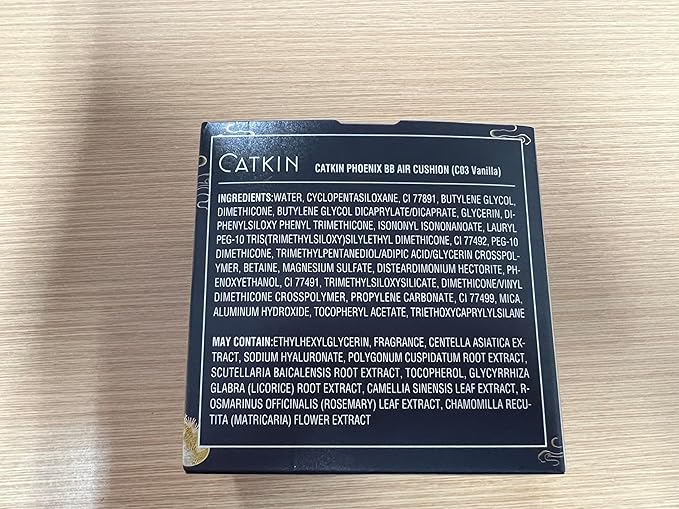 CATKIN CATKIN PHOENIX BB AIR CUSHION (C03 Vanilla)
INGREDIENTS:WATER, CYCLOPENTASILOXANE, CI 77891, BUTYLENE GLYCOL,
DIMETHICONE, BUTYLENE GLYCOL DICAPRYLATE/DICAPRATE, GLYCERIN, DI-
PHENYLSILOXY PHENYL TRIMETHICONE, ISONONYL ISONONANOATE, LAURYL
PEG-10 TRIS(TRIMETHYLSILOXY)SILYLETHYL DIMETHICONE, CI 77492, PEG-10
DIMETHICONE, TRIMETHYLPENTANEDIOL/ADIPIC ACID/GLYCERIN CROSSPOLY-
MER, BETAINE, MAGNESIUM SULFATE, DISTEARDIMONIUM HECTORITE, PH-
ENOXYETHANOL, CI 77491, TRIMETHYLSILOXYSILICATE, DIMETHICONE/VINYL
DIMETHICONE CROSSPOLYMER, PROPYLENE CARBONATE, CI 77499, MICA,
ALUMINUM HYDROXIDE, TOCOPHERYL ACETATE, TRIETHOXYCAPRYLYLSILANE
MAY CONTAIN:ETHYLHEXYLGLYCERIN, FRAGRANCE, CENTELLA ASIATICA EX-
TRACT, SODIUM HYALURONATE, POLYGONUM CUSPIDATUM ROOT EXTRACT,
SCUTELLARIA BAICALENSIS ROOT EXTRACT, TOCOPHEROL, GLYCYRRHIZA
GLABRA (LICORICE) ROOT EXTRACT, CAMELLIA SINENSIS LEAF EXTRACT, R-
OSMARINUS OFFICINALIS (ROSEMARY) LEAF EXTRACT, CHAMOMILLA RECU-
TITA (MATRICARIA) FLOWER EXTRACT